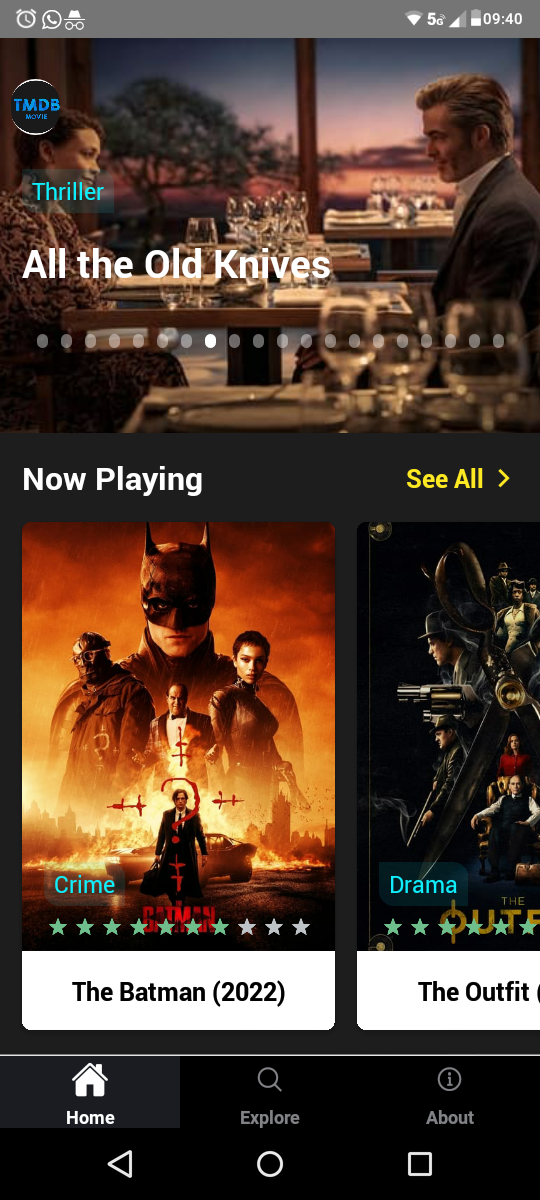 5G 09:40
TMDB
MOVIE
Thriller
All the Old Knives
Now Playing
See All
Crime
BATMAN
The Batman (2022)
Drama
THE
The Outfit (
Home
Explore
About